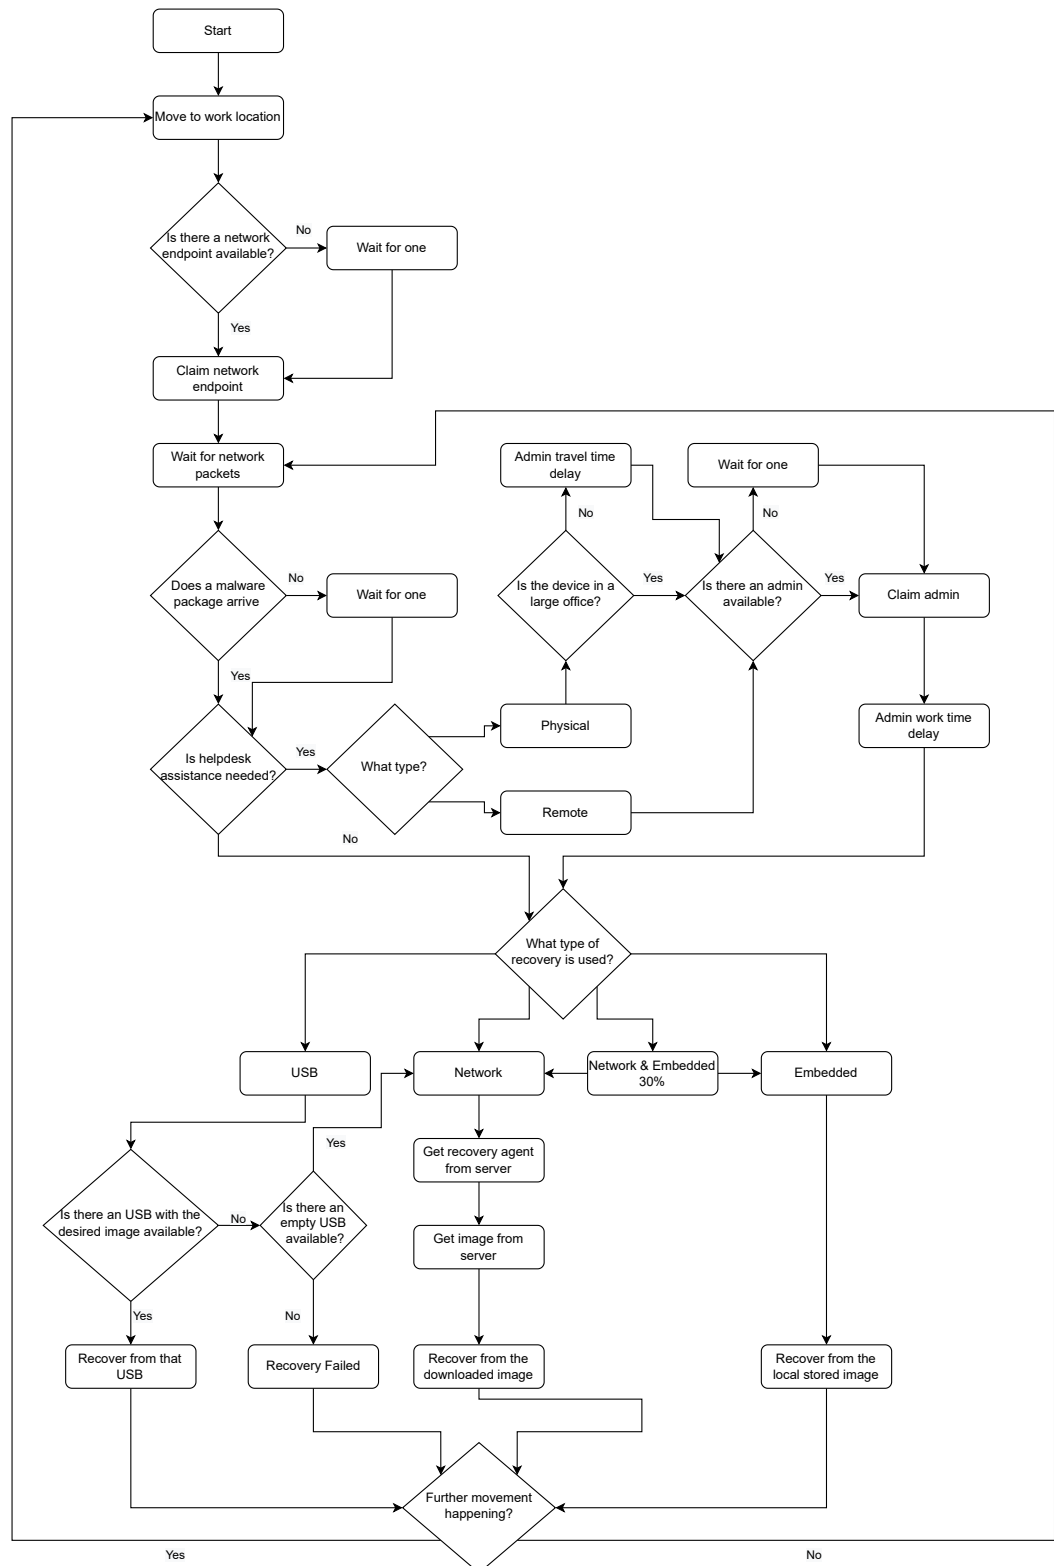 Start
Move to work location
Is there a network
endpoint available?
No
Wait for one
Yes
Claim network
endpoint
Wait for network
packets
Admin travel time
delay
Wait for one
No
No
Does a malware
package arrive
No
Wait for one
Is the device in a
large office?
Yes
Is there an admin
available?
Yes
Claim admin
Yes
Is helpdesk
assistance needed?
Yes
What type?
Physical
Remote
Admin work time
delay
No
What type of
recovery is used?
USB
Network
Network & Embedded
30%
Embedded
Yes
Get recovery agent
from server
Is there an USB with the
desired image available?
No
Is there an
empty USB
available?
Get image from
server
Yes
No
Recover from that
USB
Recovery Failed
Recover from the
downloaded image
Recover from the
local stored image
Further movement
happening?
Yes
No